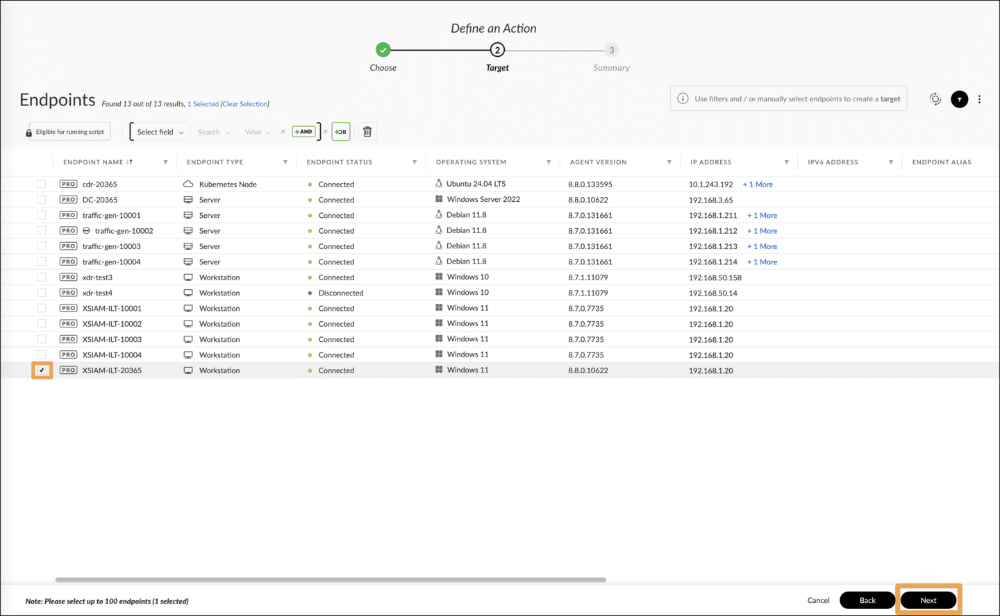 Define an Action
2
3
Choose
Target
Summary
Endpoints Found 13 out of 13 results, 1 Selected (Clear Selection)
Use filters and / or manually select endpoints to create a target
Eligible for running script
Select field
Search
Value
× +AND × +OR
ENDPOINT NAME ENDPOINT TYPE ENDPOINT STATUS OPERATING SYSTEM AGENT VERSION IP ADDRESS IPV6 ADDRESS ENDPOINT ALIAS
PRO cdr-20365 Kubernetes Node Connected Ubuntu 24.04 LTS 8.8.0.133595 10.1.243.192 + 1 More
PRO DC-20365 Server Connected Windows Server 2022 8.8.0.10622 192.168.3.65
PRO traffic-gen-10001 Server Connected Debian 11.8 8.7.0.131661 192.168.1.211 + 1 More
PRO traffic-gen-10002 Server Connected Debian 11.8 8.7.0.131661 192.168.1.212 + 1 More
PRO traffic-gen-10003 Server Connected Debian 11.8 8.7.0.131661 192.168.1.213 + 1 More
PRO traffic-gen-10004 Server Connected Debian 11.8 8.7.0.131661 192.168.1.214 + 1 More
PRO xdr-test3 Workstation Connected Windows 10 8.7.1.11079 192.168.50.158
PRO xdr-test4 Workstation Disconnected Windows 10 8.7.1.11079 192.168.50.14
PRO XSIAM-ILT-10001 Workstation Connected Windows 11 8.7.0.7735 192.168.1.20
PRO XSIAM-ILT-10002 Workstation Connected Windows 11 8.7.0.7735 192.168.1.20
PRO XSIAM-ILT-10003 Workstation Connected Windows 11 8.7.0.7735 192.168.1.20
PRO XSIAM-ILT-10004 Workstation Connected Windows 11 8.7.0.7735 192.168.1.20
PRO XSIAM-ILT-20365 Workstation Connected Windows 11 8.8.0.10622 192.168.1.20
Note: Please select up to 100 endpoints (1 selected)
Cancel
Back
Next